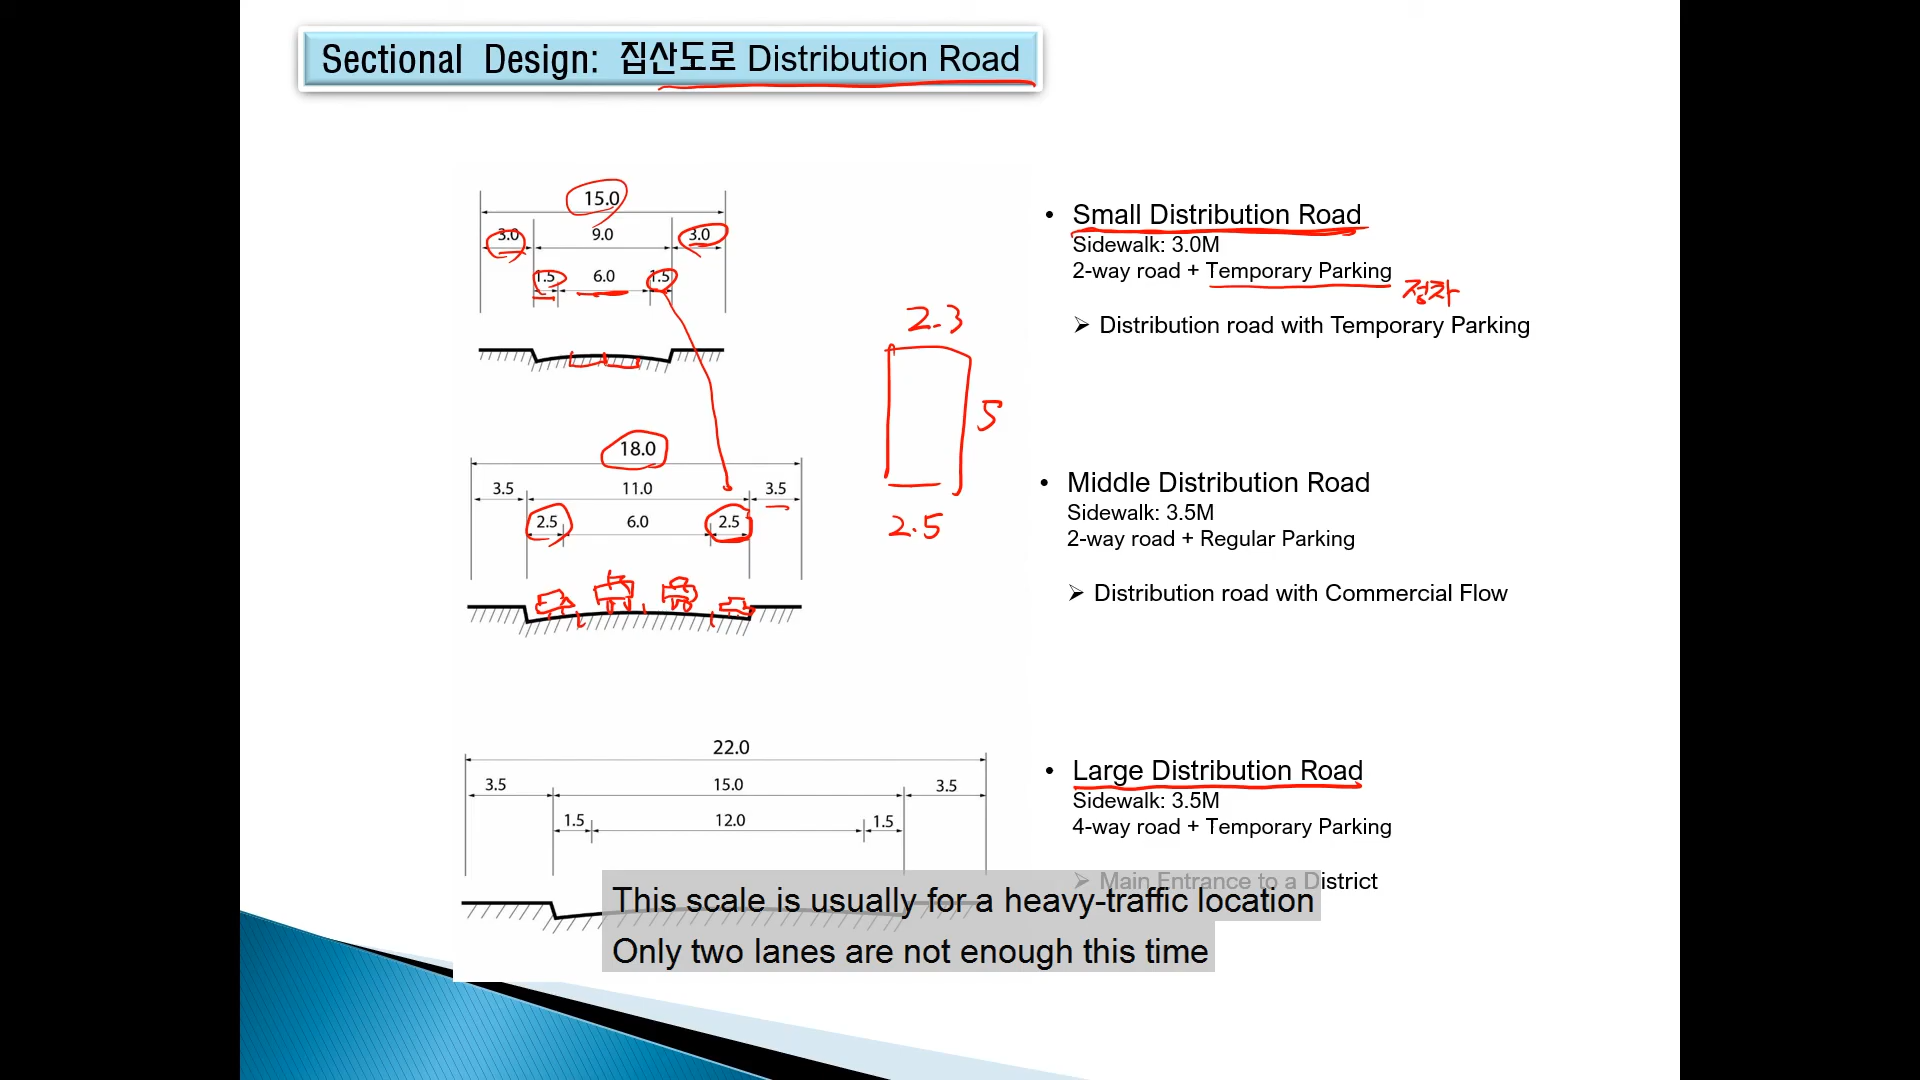 Sectional Design: 집산도로 Distribution Road
15.0
3.0 9.0 3.0
1.5 6.0 1.5
• Small Distribution Road
Sidewalk: 3.0M
2-way road + Temporary Parking
정차
➢ Distribution road with Temporary Parking
2.3
5
2.5
18.0
3.5 11.0 3.5
2.5 6.0 2.5
• Middle Distribution Road
Sidewalk: 3.5M
2-way road + Regular Parking
➢ Distribution road with Commercial Flow
22.0
3.5 15.0 3.5
1.5 12.0 1.5
• Large Distribution Road
Sidewalk: 3.5M
4-way road + Temporary Parking
➢ Main Entrance to a District
This scale is usually for a heavy-traffic location
Only two lanes are not enough this time